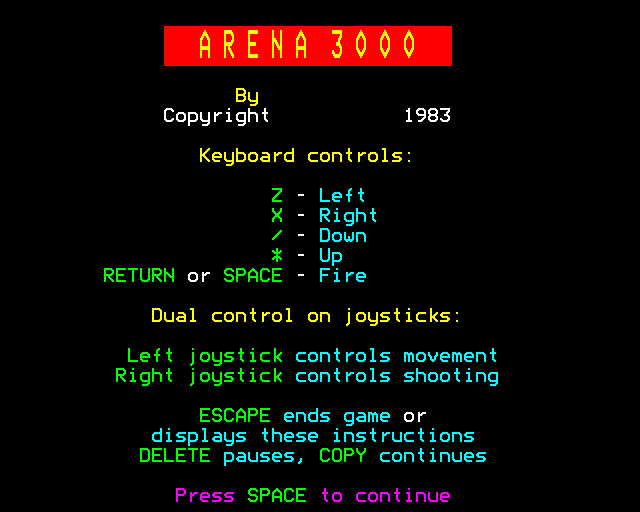 ARENA 3000
By
Copyright 1983
Keyboard controls:
Z - Left
X - Right
/ - Down
* - Up
RETURN or SPACE - Fire
Dual control on joysticks:
Left joystick controls movement
Right joystick controls shooting
ESCAPE ends game or
displays these instructions
DELETE pauses, COPY continues
Press SPACE to continue